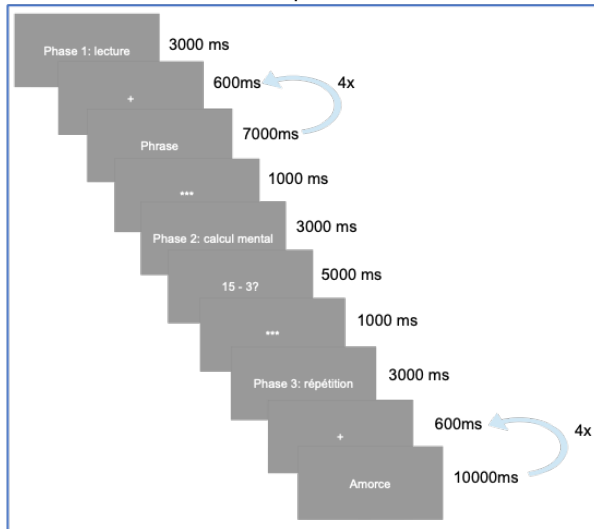 Phase 1: lecture
3000 ms
+
600ms
4x
Phrase
7000ms
***
1000 ms
Phase 2: calcul mental
3000 ms
15 - 3?
5000 ms
***
1000 ms
Phase 3: répétition
3000 ms
+
600ms
4x
Amorce
10000ms